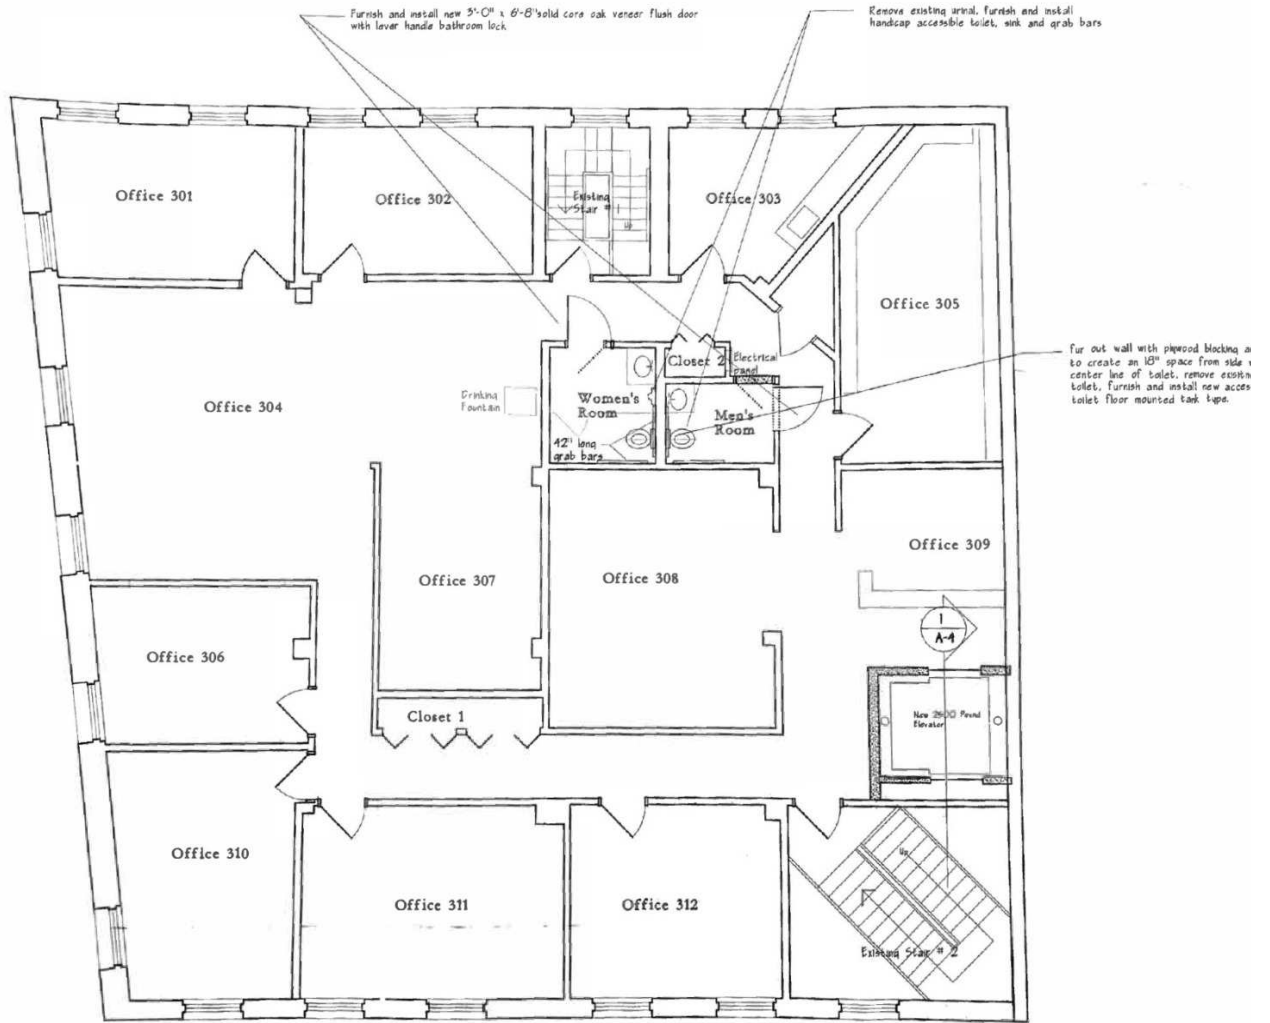 Furnish and install new 3'-0" x 6'-8" solid core oak veneer flush door
with lever handle bathroom lock
Remove existing urinal, furnish and install
handicap accessible toilet, sink and grab bars
Office 301
Office 302
Existing
Stair # 1
Up
Office 303
Office 305
fur out wall with plywood blocking
to create an 18" space from side
center line of toilet, remove
toilet, furnish and install new
toilet floor mounted tank type.
Closet 2
Electrical
panel
Office 304
Drinking
Fountain
Women's
Room
Men's
Room
42" long
grab bars
Office 309
Office 307
Office 308
1
A-4
Office 306
Closet 1
New Pound
Elevator
Office 310
Up
Office 311
Office 312
Existing Stair # 2